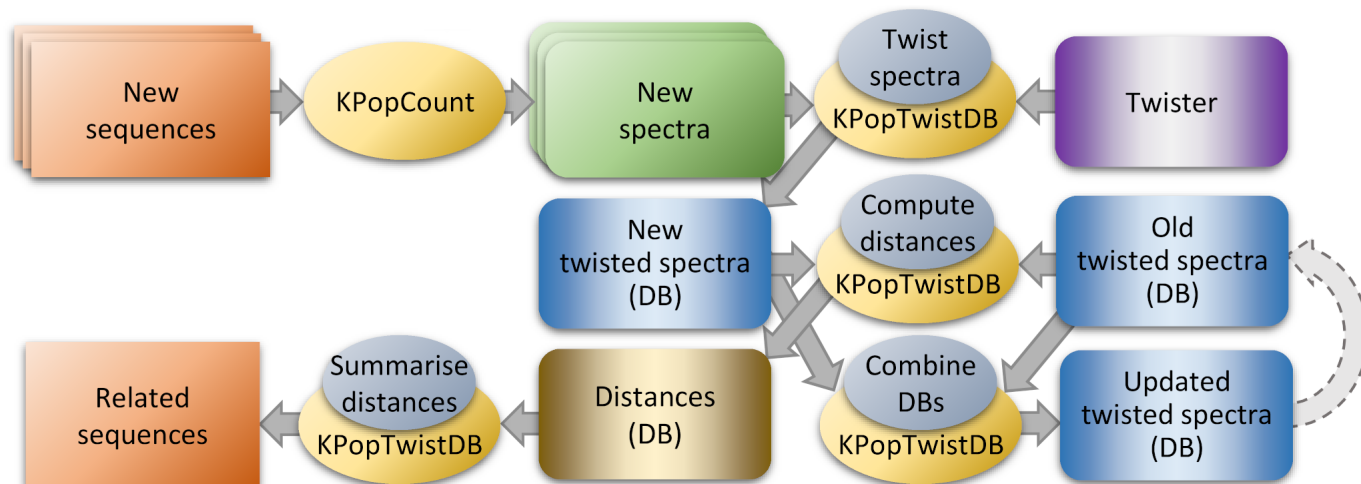 New
sequences
KPopCount
New
spectra
Twist
spectra
KPopTwistDB
Twister
New
twisted spectra
(DB)
Compute
distances
KPopTwistDB
Old
twisted spectra
(DB)
Related
sequences
Summarise
distances
KPopTwistDB
Distances
(DB)
Combine
DBs
KPopTwistDB
Updated
twisted spectra
(DB)